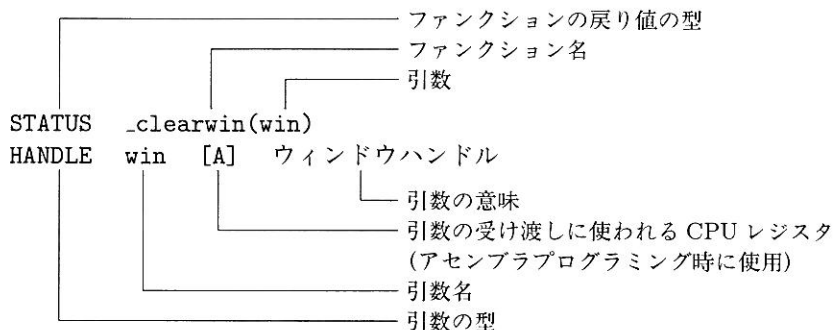 ファンクションの戻り値の型
ファンクション名
引数
STATUS _clearwin(win)
HANDLE win [A] ウィンドウハンドル
引数の意味
引数の受け渡しに使われる CPU レジスタ
(アセンブラプログラミング時に使用)
引数名
引数の型